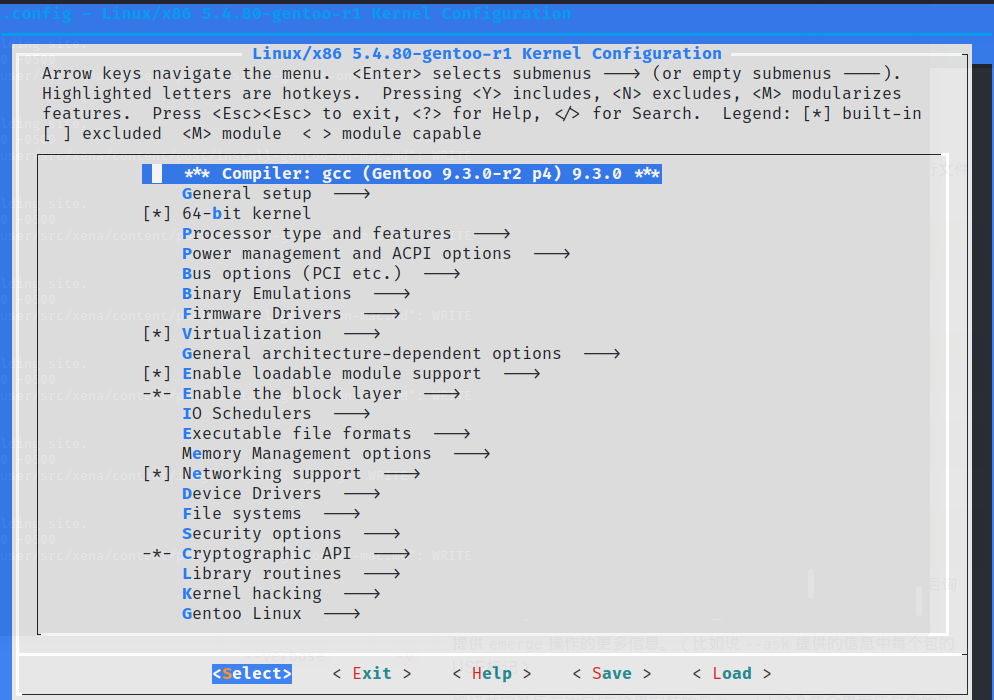 .config - Linux/x86 5.4.80-gentoo-r1 Kernel Configuration
Linux/x86 5.4.80-gentoo-r1 Kernel Configuration
Arrow keys navigate the menu.  <Enter> selects submenus ---> (or empty submenus ----).
Highlighted letters are hotkeys.  Pressing <Y> includes, <N> excludes, <M> modularizes
features.  Press <Esc><Esc> to exit, <?> for Help, </> for Search.  Legend: [*] built-in
[ ] excluded  <M> module  < > module capable
*** Compiler: gcc (Gentoo 9.3.0-r2 p4) 9.3.0 ***
General setup  --->
[*] 64-bit kernel
Processor type and features  --->
Power management and ACPI options  --->
Bus options (PCI etc.)  --->
Binary Emulations  --->
Firmware Drivers  --->
[*] Virtualization  --->
General architecture-dependent options  --->
[*] Enable loadable module support  --->
-*- Enable the block layer  --->
IO Schedulers  --->
Executable file formats  --->
Memory Management options  --->
[*] Networking support  --->
Device Drivers  --->
File systems  --->
Security options  --->
-*- Cryptographic API  --->
Library routines  --->
Kernel hacking  --->
Gentoo Linux  --->
<Select>    < Exit >    < Help >    < Save >    < Load >